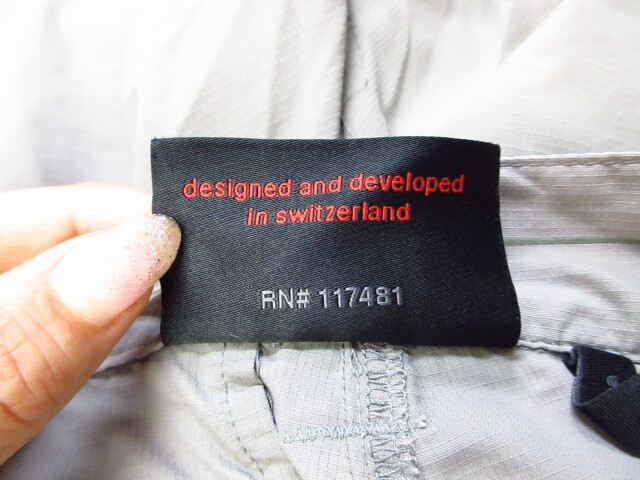 designed and developed
in switzerland
RN# 117481